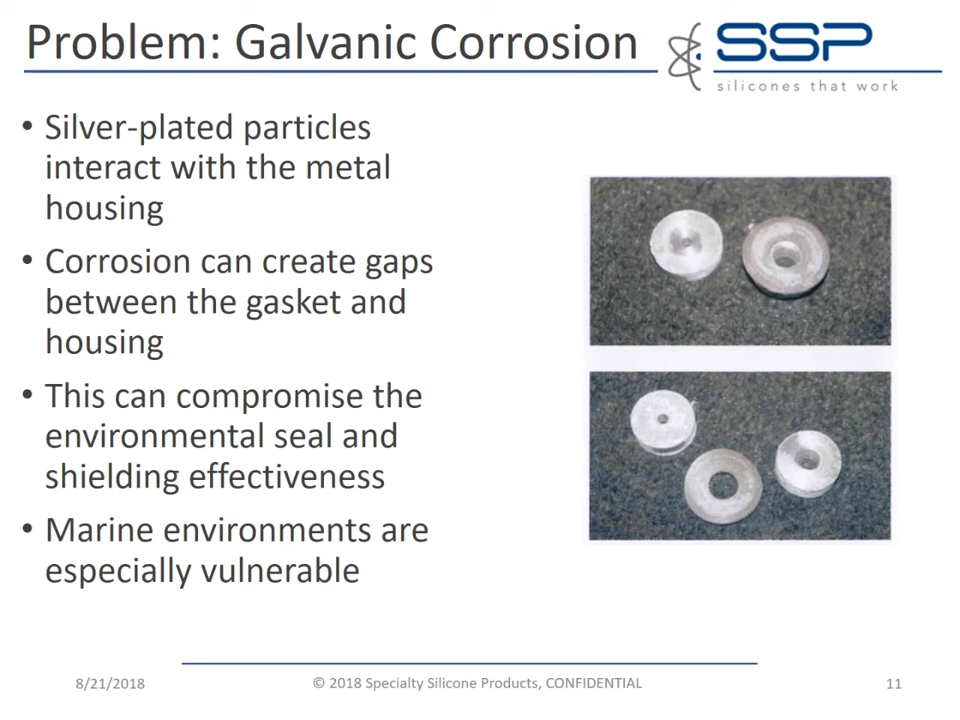 Problem: Galvanic Corrosion
SSP
silicones that work
• Silver-plated particles
interact with the metal
housing
• Corrosion can create gaps
between the gasket and
housing
• This can compromise the
environmental seal and
shielding effectiveness
• Marine environments are
especially vulnerable
8/21/2018
© 2018 Specialty Silicone Products, CONFIDENTIAL
11